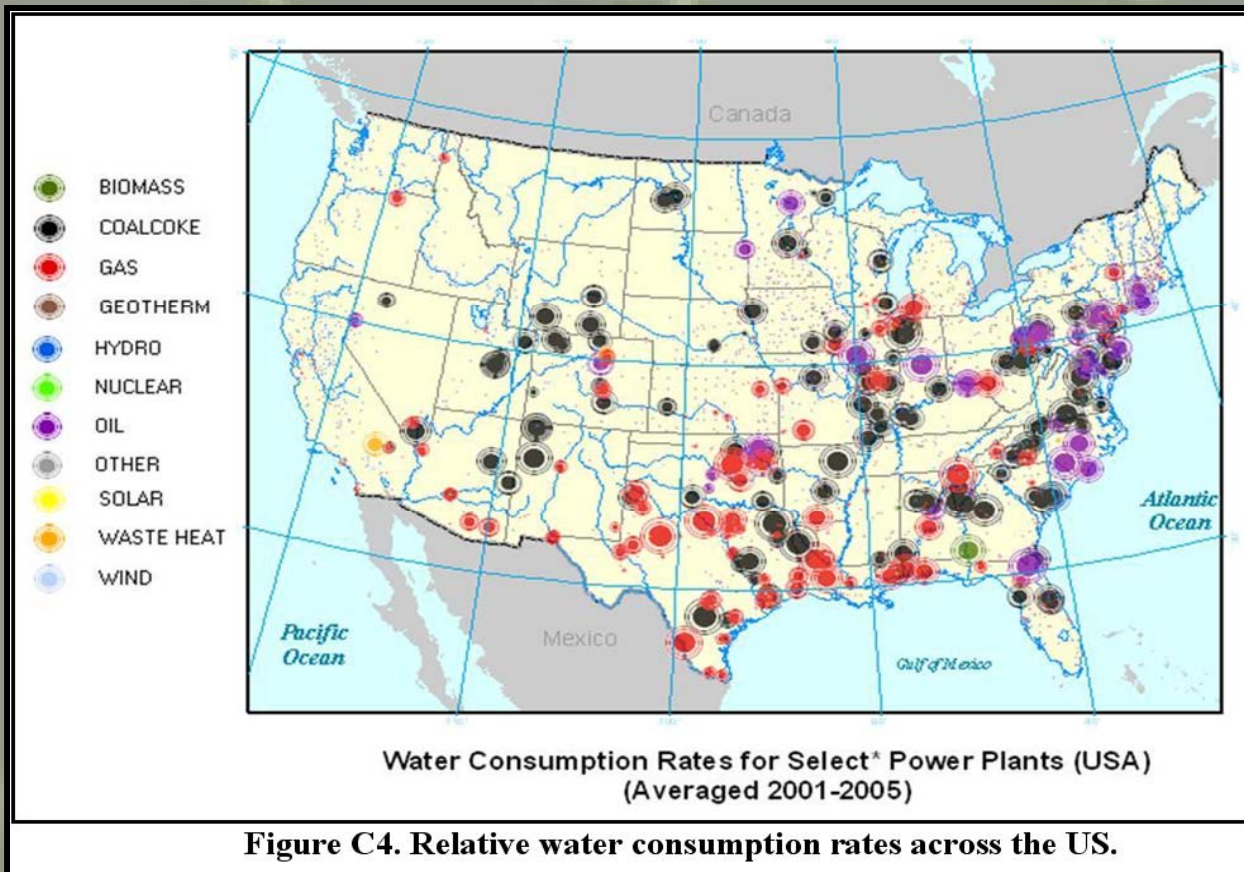 Canada
BIOMASS
COALCOKE
GAS
GEOTHERM
HYDRO
NUCLEAR
OIL
OTHER
SOLAR
WASTE HEAT
WIND
Atlantic
Ocean
Pacific
Ocean
Mexico
Gulf of Mexico
Water Consumption Rates for Select* Power Plants (USA)
(Averaged 2001-2005)
Figure C4. Relative water consumption rates across the US.